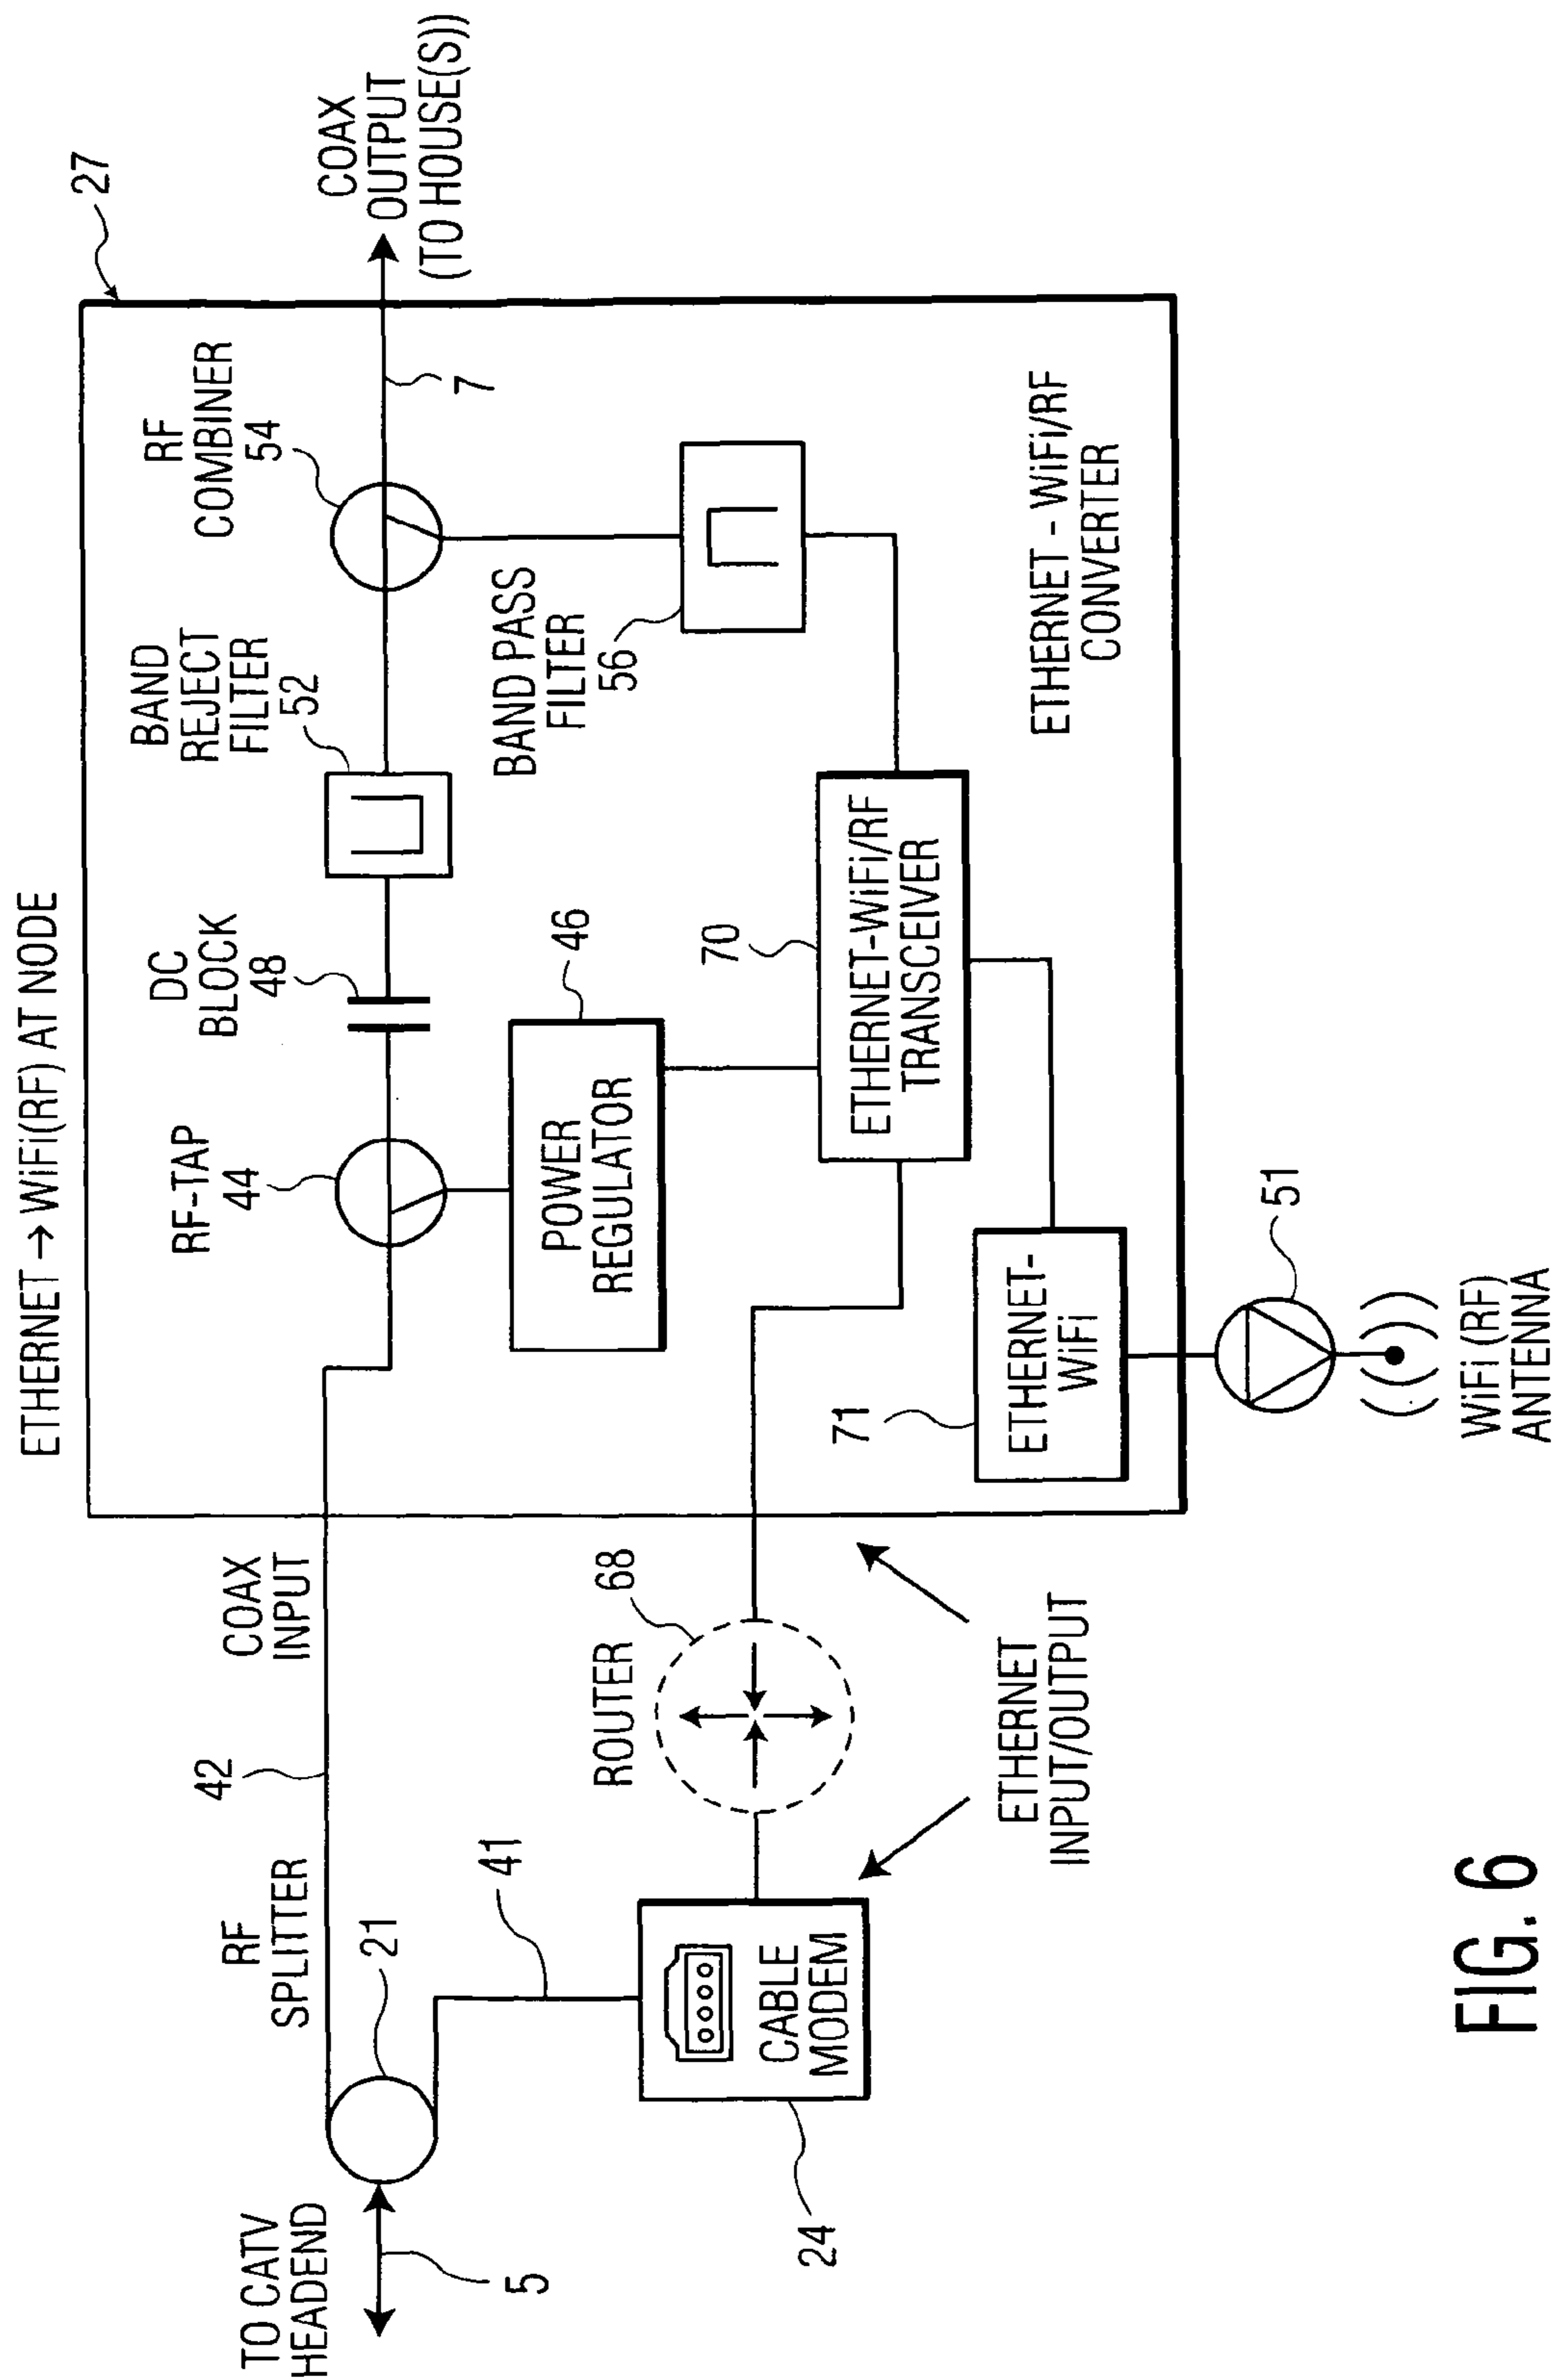 ETHERNET → WiFi(RF) AT NODE
27
TO CATV
HEADEND
5
RF
SPLITTER
21
42
COAX
INPUT
41
CABLE
MODEM
24
ROUTER
68
ETHERNET
INPUT/OUTPUT
RF-TAP
44
DC
BLOCK
48
BAND
REJECT
FILTER
52
RF
COMBINER
54
7
COAX
OUTPUT
(TO HOUSE(S))
POWER
REGULATOR
46
BAND PASS
FILTER
56
70
ETHERNET-WiFi/RF
TRANSCEIVER
71
ETHERNET-
WiFi
ETHERNET - WiFi/RF
CONVERTER
51
WiFi (RF)
ANTENNA
FIG. 6